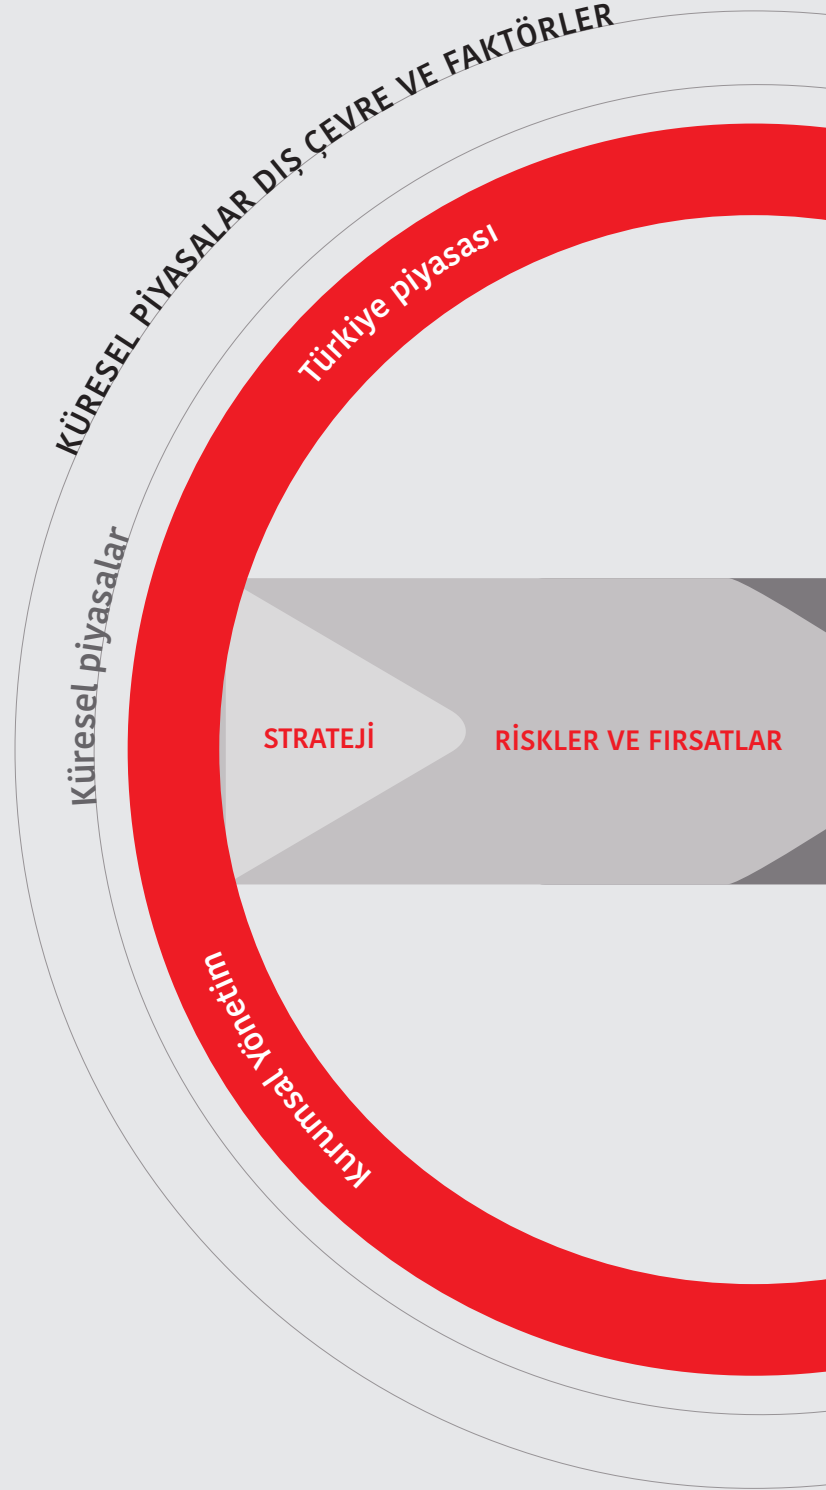 KÜRESEL PİYASALAR DIŞ ÇEVRE VE FAKTÖRLER
Türkiye piyasası
Küresel piyasalar
STRATEJİ
RİSKLER VE FIRSATLAR
Kurumsal Yönetim